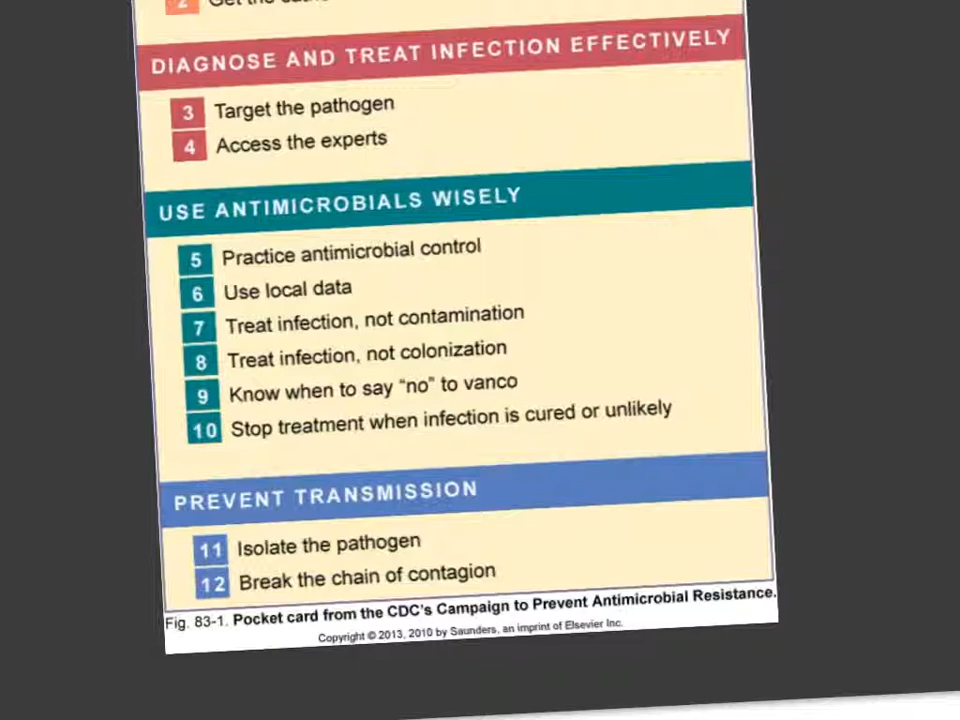 2 Get the
DIAGNOSE AND TREAT INFECTION EFFECTIVELY
3 Target the pathogen
4 Access the experts
USE ANTIMICROBIALS WISELY
5 Practice antimicrobial control
6 Use local data
7 Treat infection, not contamination
8 Treat infection, not colonization
9 Know when to say “no” to vanco
10 Stop treatment when infection is cured or unlikely
PREVENT TRANSMISSION
11 Isolate the pathogen
12 Break the chain of contagion
Fig. 83-1. Pocket card from the CDC’s Campaign to Prevent Antimicrobial Resistance.
Copyright © 2013, 2010 by Saunders, an imprint of Elsevier Inc.